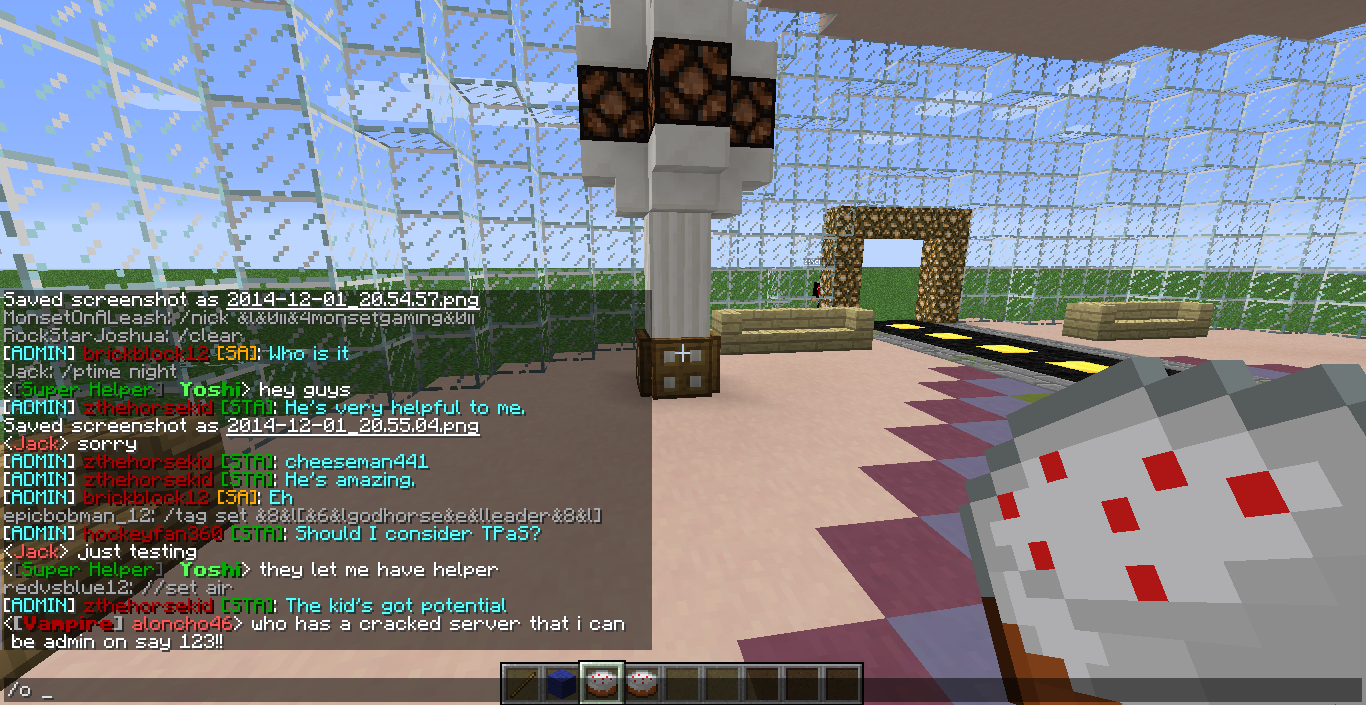 Saved screenshot as 2014-12-01_20.54.57.png
MonsetOnALeash: /nick &l&0ii&4monsetgaming&0ii
RockStarJoshua: /clear
[ADMIN] brickblock12 [SA]: Who is it
Jack: /ptime night
<[Super Helper] Yoshi> hey guys
[ADMIN] zthehorsekid [STA]: He's very helpful to me.
Saved screenshot as 2014-12-01_20.55.04.png
<Jack> sorry
[ADMIN] zthehorsekid [STA]: cheeseman441
[ADMIN] zthehorsekid [STA]: He's amazing.
[ADMIN] brickblock12 [SA]: Eh
epicbobman_12: /tag set &8&l[&6&lgodhorse&e&lleader&8&l]
[ADMIN] hockeyfan360 [STA]: Should I consider TPaS?
<Jack> just testing
<[Super Helper] Yoshi> they let me have helper
redvsblue12: //set air
[ADMIN] zthehorsekid [STA]: The kid's got potential
<[Vampire] aloncho46> who has a cracked server that i can
be admin on say 123!!
/o _